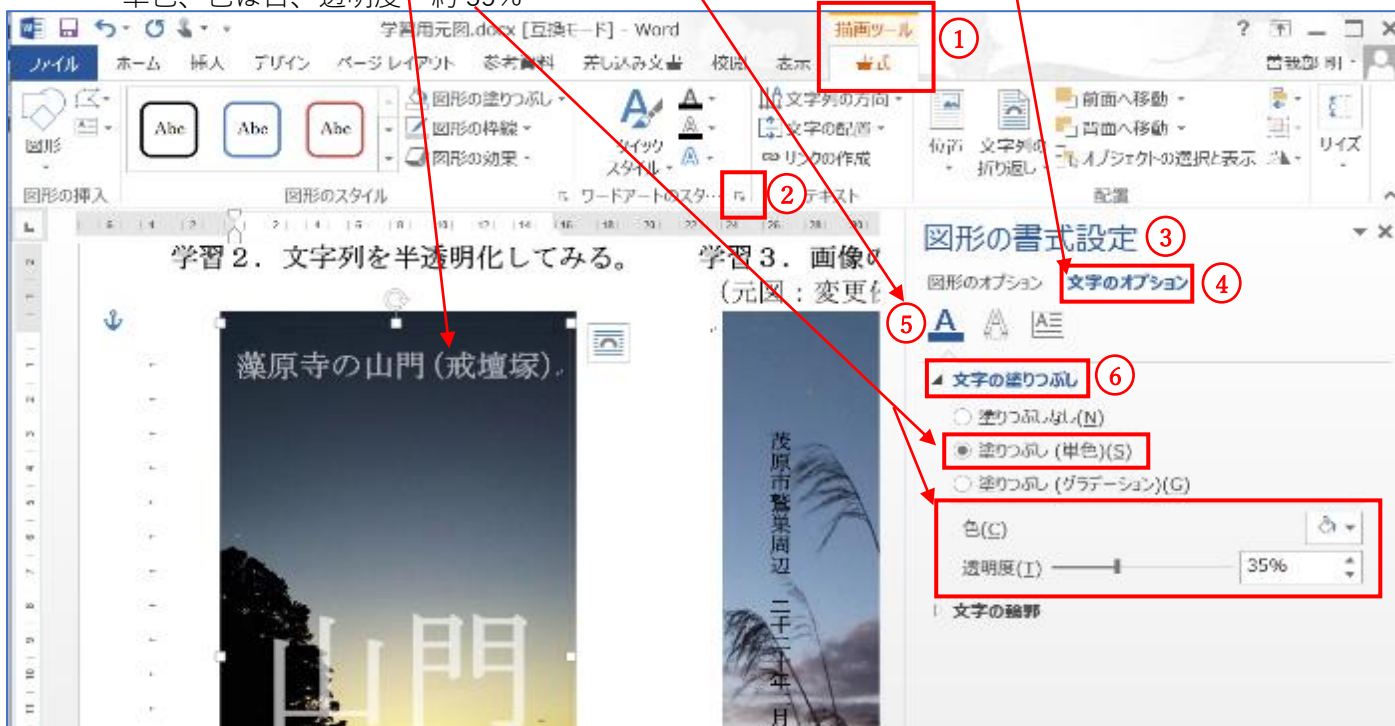 単色、色は白、透明度 約35%
学習用元図.docx [互換モード] - Word
描画ツール
①
ファイル ホーム 挿入 デザイン ページレイアウト 参考資料 差し込み文書 校閲 表示 書式
曽我部 明
図形
Abc Abc Abc
図形の塗りつぶし
図形の枠線
図形の効果
クイック
スタイル
文字列の方向
文字の配置
リンクの作成
位置
文字列の
折り返し
前面へ移動
背面へ移動
オブジェクトの選択と表示
サイズ
図形の挿入 図形のスタイル ワードアートのスタ… ② テキスト 配置
学習2. 文字列を半透明化してみる。
学習3. 画像の
(元図:変更
藻原寺の山門(戒壇塚)
山門
茂原市鷲巣周辺
月
図形の書式設定 ③
図形のオプション 文字のオプション ④
⑤ A A A
文字の塗りつぶし ⑥
塗りつぶしなし(N)
塗りつぶし (単色)(S)
塗りつぶし (グラデーション)(G)
色(C)
透明度(T) 35%
文字の輪郭